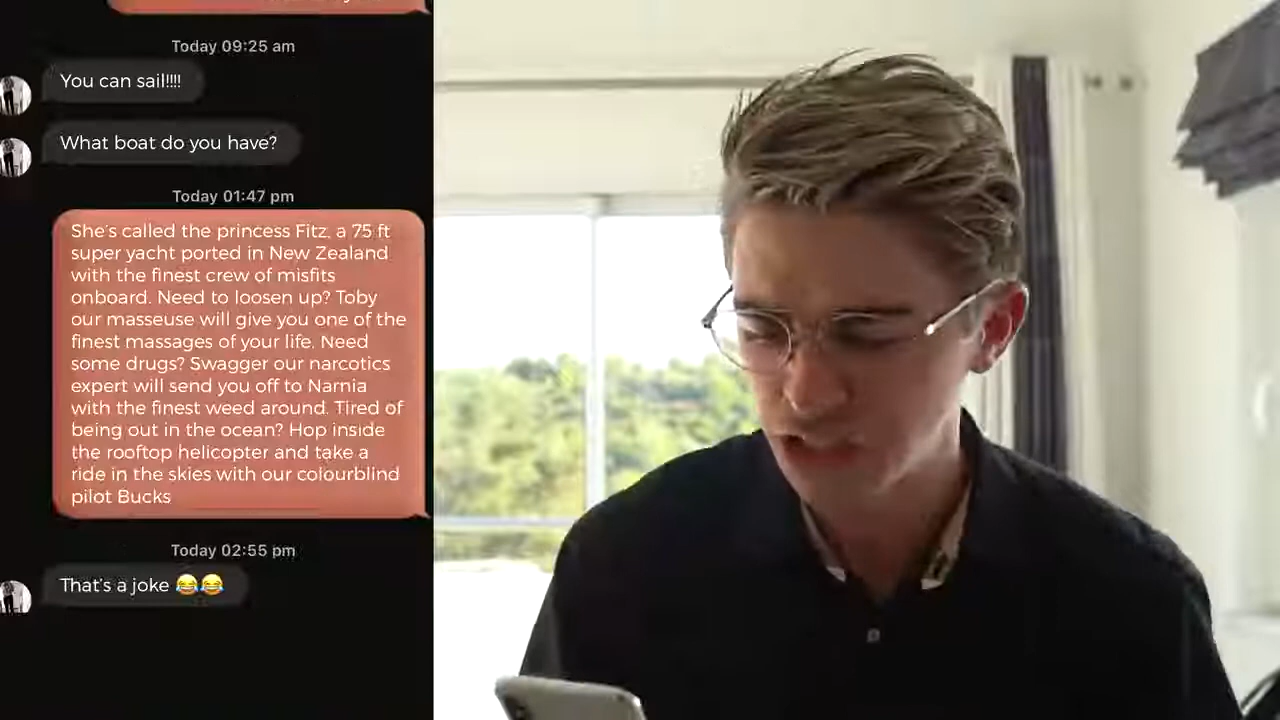 Today 09:25 am
You can sail!!!!
What boat do you have?
Today 01:47 pm
She's called the princess Fitz, a 75 ft
super yacht ported in New Zealand
with the finest crew of misfits
onboard. Need to loosen up? Toby
our masseuse will give you one of the
finest massages of your life. Need
some drugs? Swagger our narcotics
expert will send you off to Narnia
with the finest weed around. Tired of
being out in the ocean? Hop inside
the rooftop helicopter and take a
ride in the skies with our colourblind
pilot Bucks
Today 02:55 pm
That's a joke 😂😂